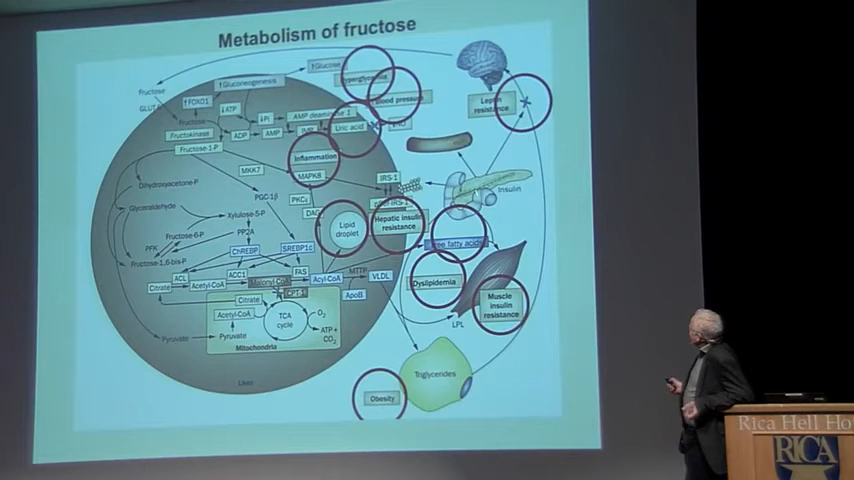 Metabolism of fructose
↑Glucose
Hyperglycemia
Fructose
↑Gluconeogenesis
Blood pressure
Leptin
resistance
GLUT
↑FOXO1
↓ATP
Fructose
↓Pi
AMP deaminase 1
Fructokinase
ADP
AMP
IMP
Uric acid
Fructose-1-P
Inflammation
MKK7
MAPK8
IRS-1
Insulin
Dihydroxyacetone-P
PGC-1β
PKCε
Glyceraldehyde
DAG
Xylulose-5-P
Lipid
droplet
Hepatic insulin
resistance
Fructose-6-P
PP2A
PFK
ChREBP
SREBP1c
Free fatty acids
Fructose-1,6-bis-P
ACL
ACC1
FAS
MTTP
Citrate
Acetyl-CoA
Malonyl-CoA
Acyl-CoA
VLDL
Dyslipidemia
CPT-1
ApoB
Muscle
insulin
resistance
Citrate
Acetyl-CoA
TCA
cycle
O2
ATP+
CO2
LPL
Pyruvate
Pyruvate
Mitochondria
Triglycerides
Liver
Obesity
Rica Hell Ho
RICA